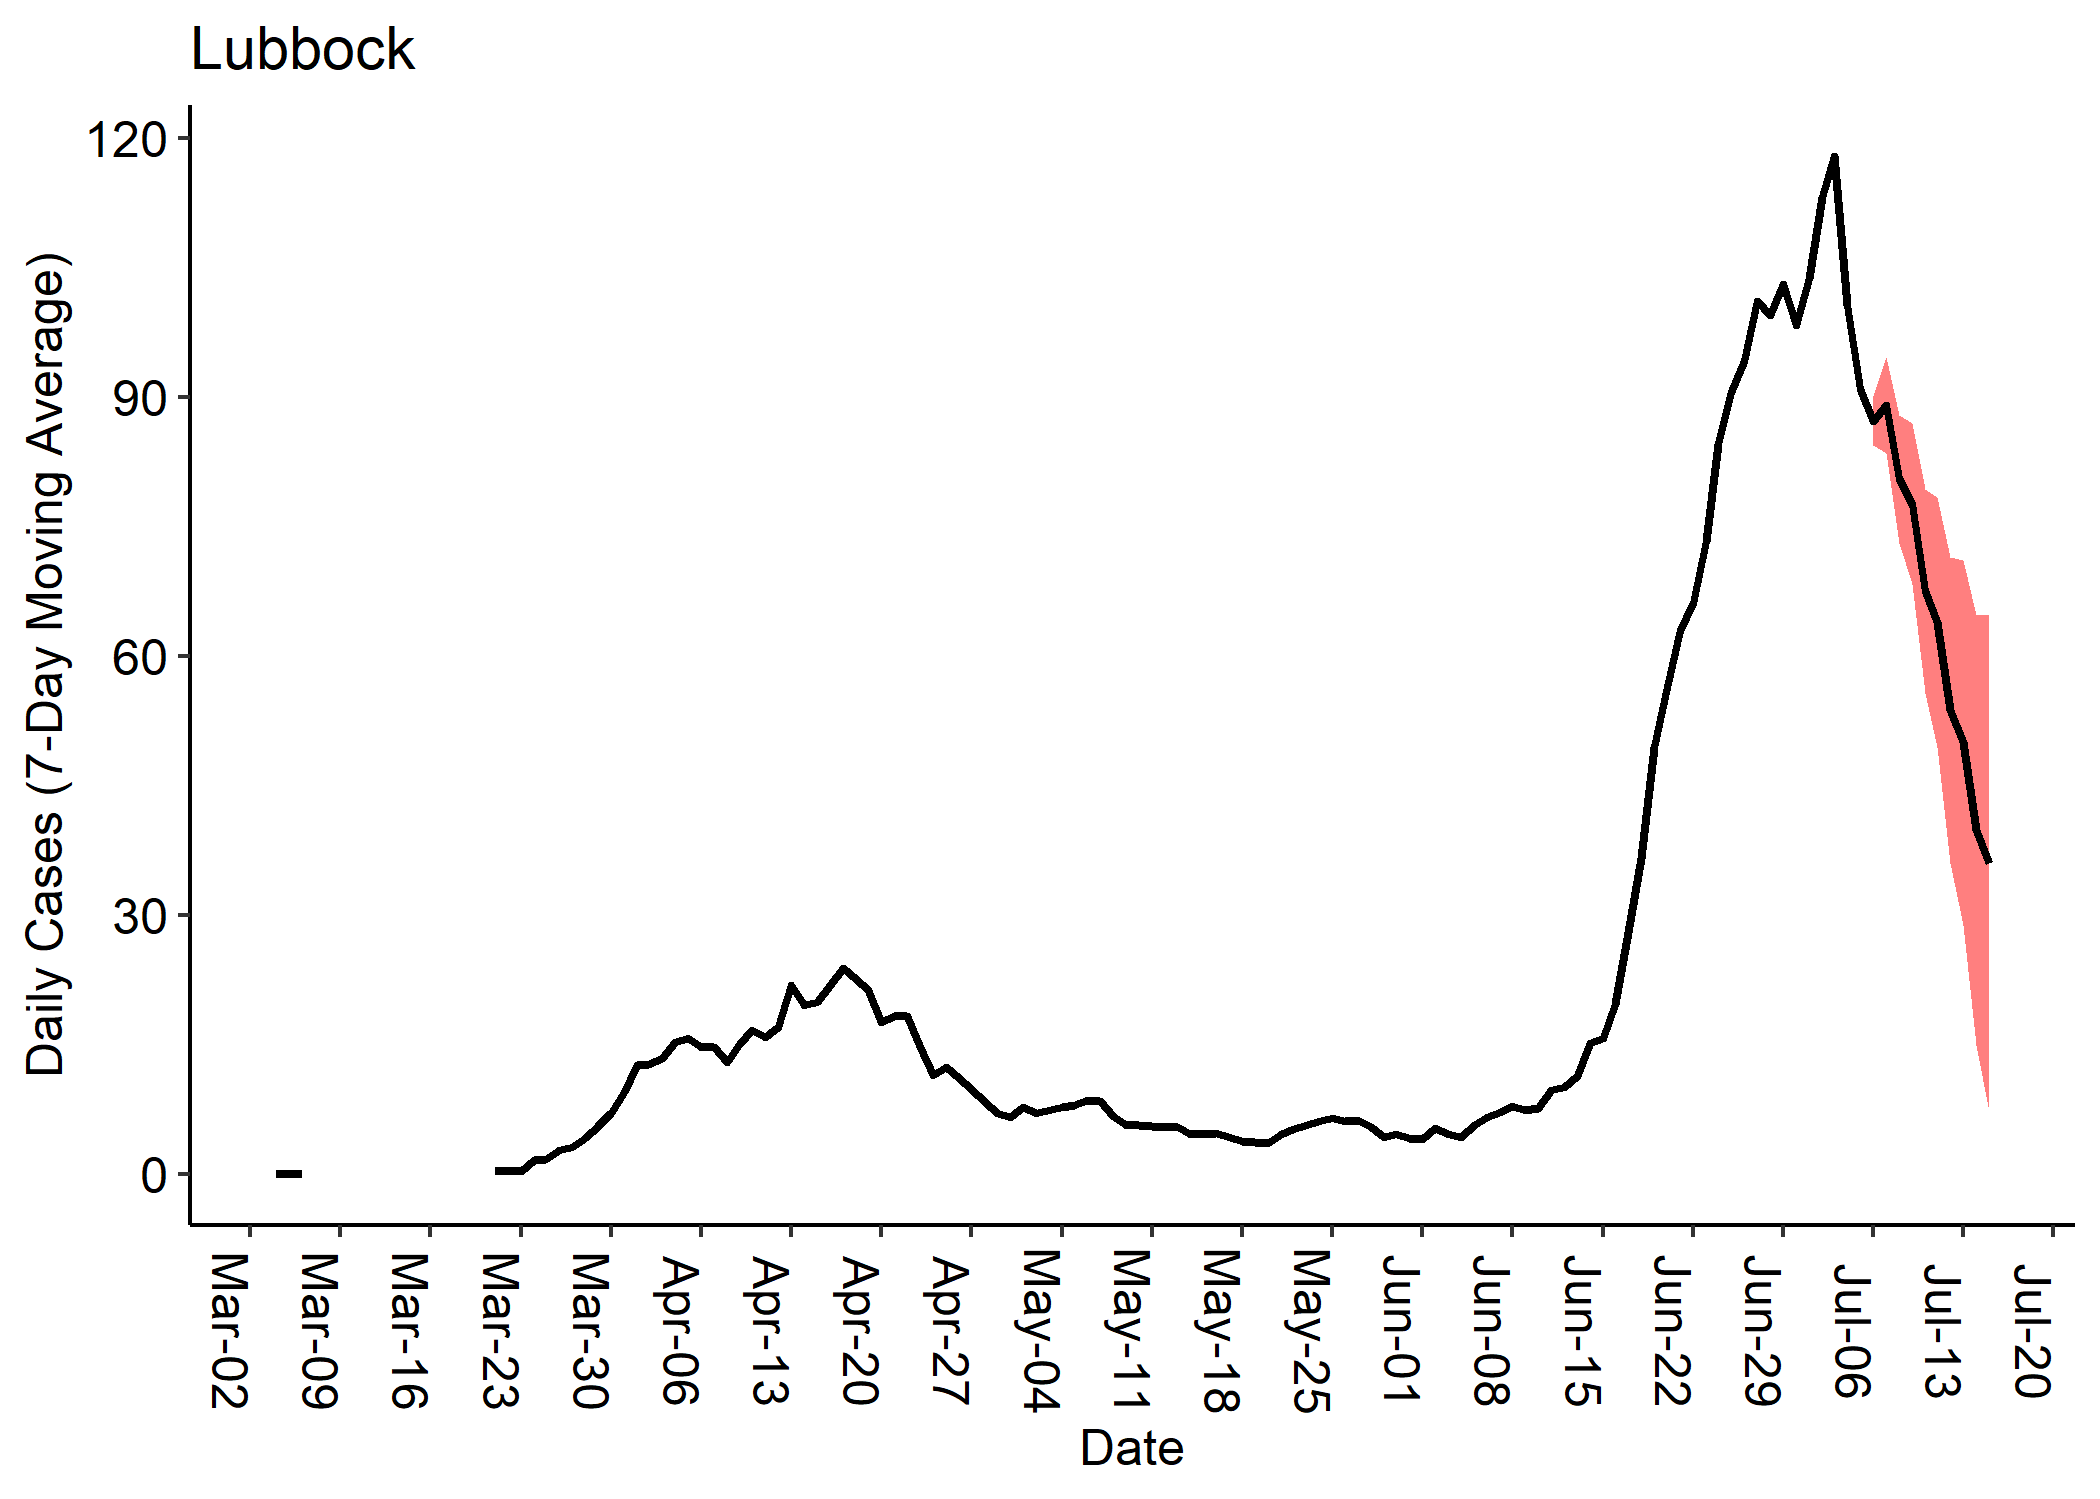 Lubbock
Daily Cases (7-Day Moving Average)
120
90
60
30
0
Mar-02
Mar-09
Mar-16
Mar-23
Mar-30
Apr-06
Apr-13
Apr-20
Apr-27
May-04
May-11
May-18
May-25
Jun-01
Jun-08
Jun-15
Jun-22
Jun-29
Jul-06
Jul-13
Jul-20
Date